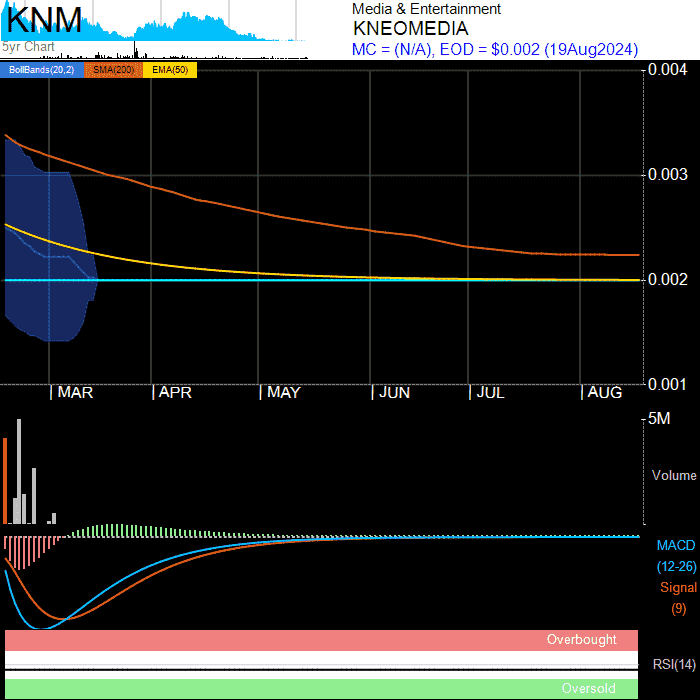 KNM
5yr Chart
Media & Entertainment
KNEOMEDIA
MC = (N/A), EOD = $0.002 (19Aug2024)
BollBands(20,2) SMA(200) EMA(50)
0.004
0.003
0.002
0.001
MAR APR MAY JUN JUL AUG
5M
Volume
MACD
(12-26)
Signal
(9)
Overbought
RSI(14)
Oversold